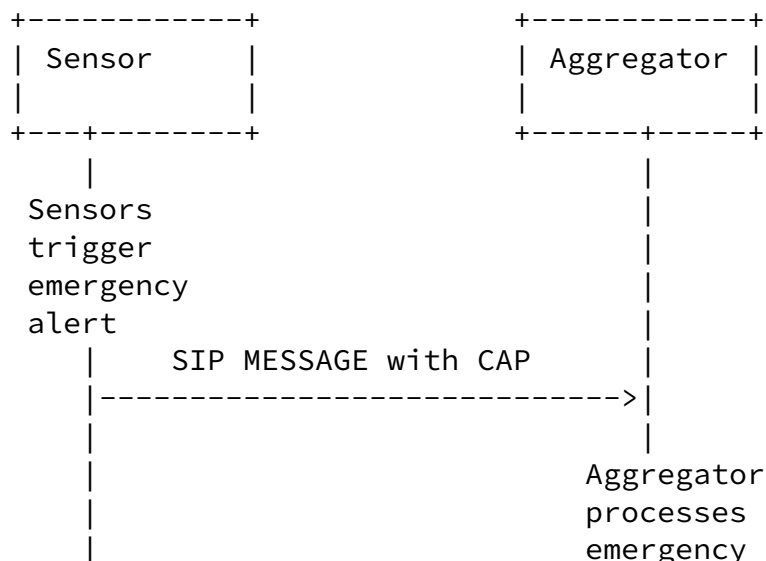 Sensor Aggregator
Sensors
trigger
emergency
alert
SIP MESSAGE with CAP
Aggregator
processes
emergency